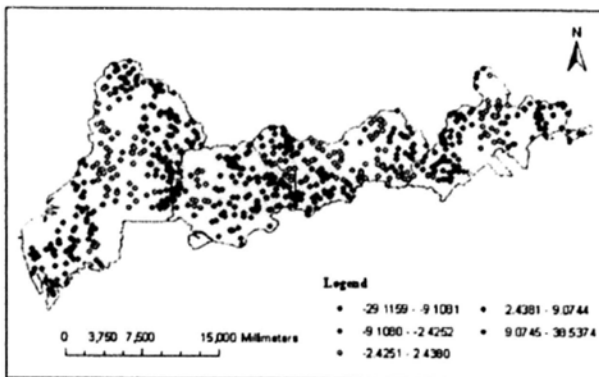 N
Legend
-29.1159 - -9.1081
2.4381 - 9.0744
-9.1080 - -2.4252
9.0745 - 38.5374
-2.4251 - 2.4380
0 3,750 7,500 15,000 Millimeters